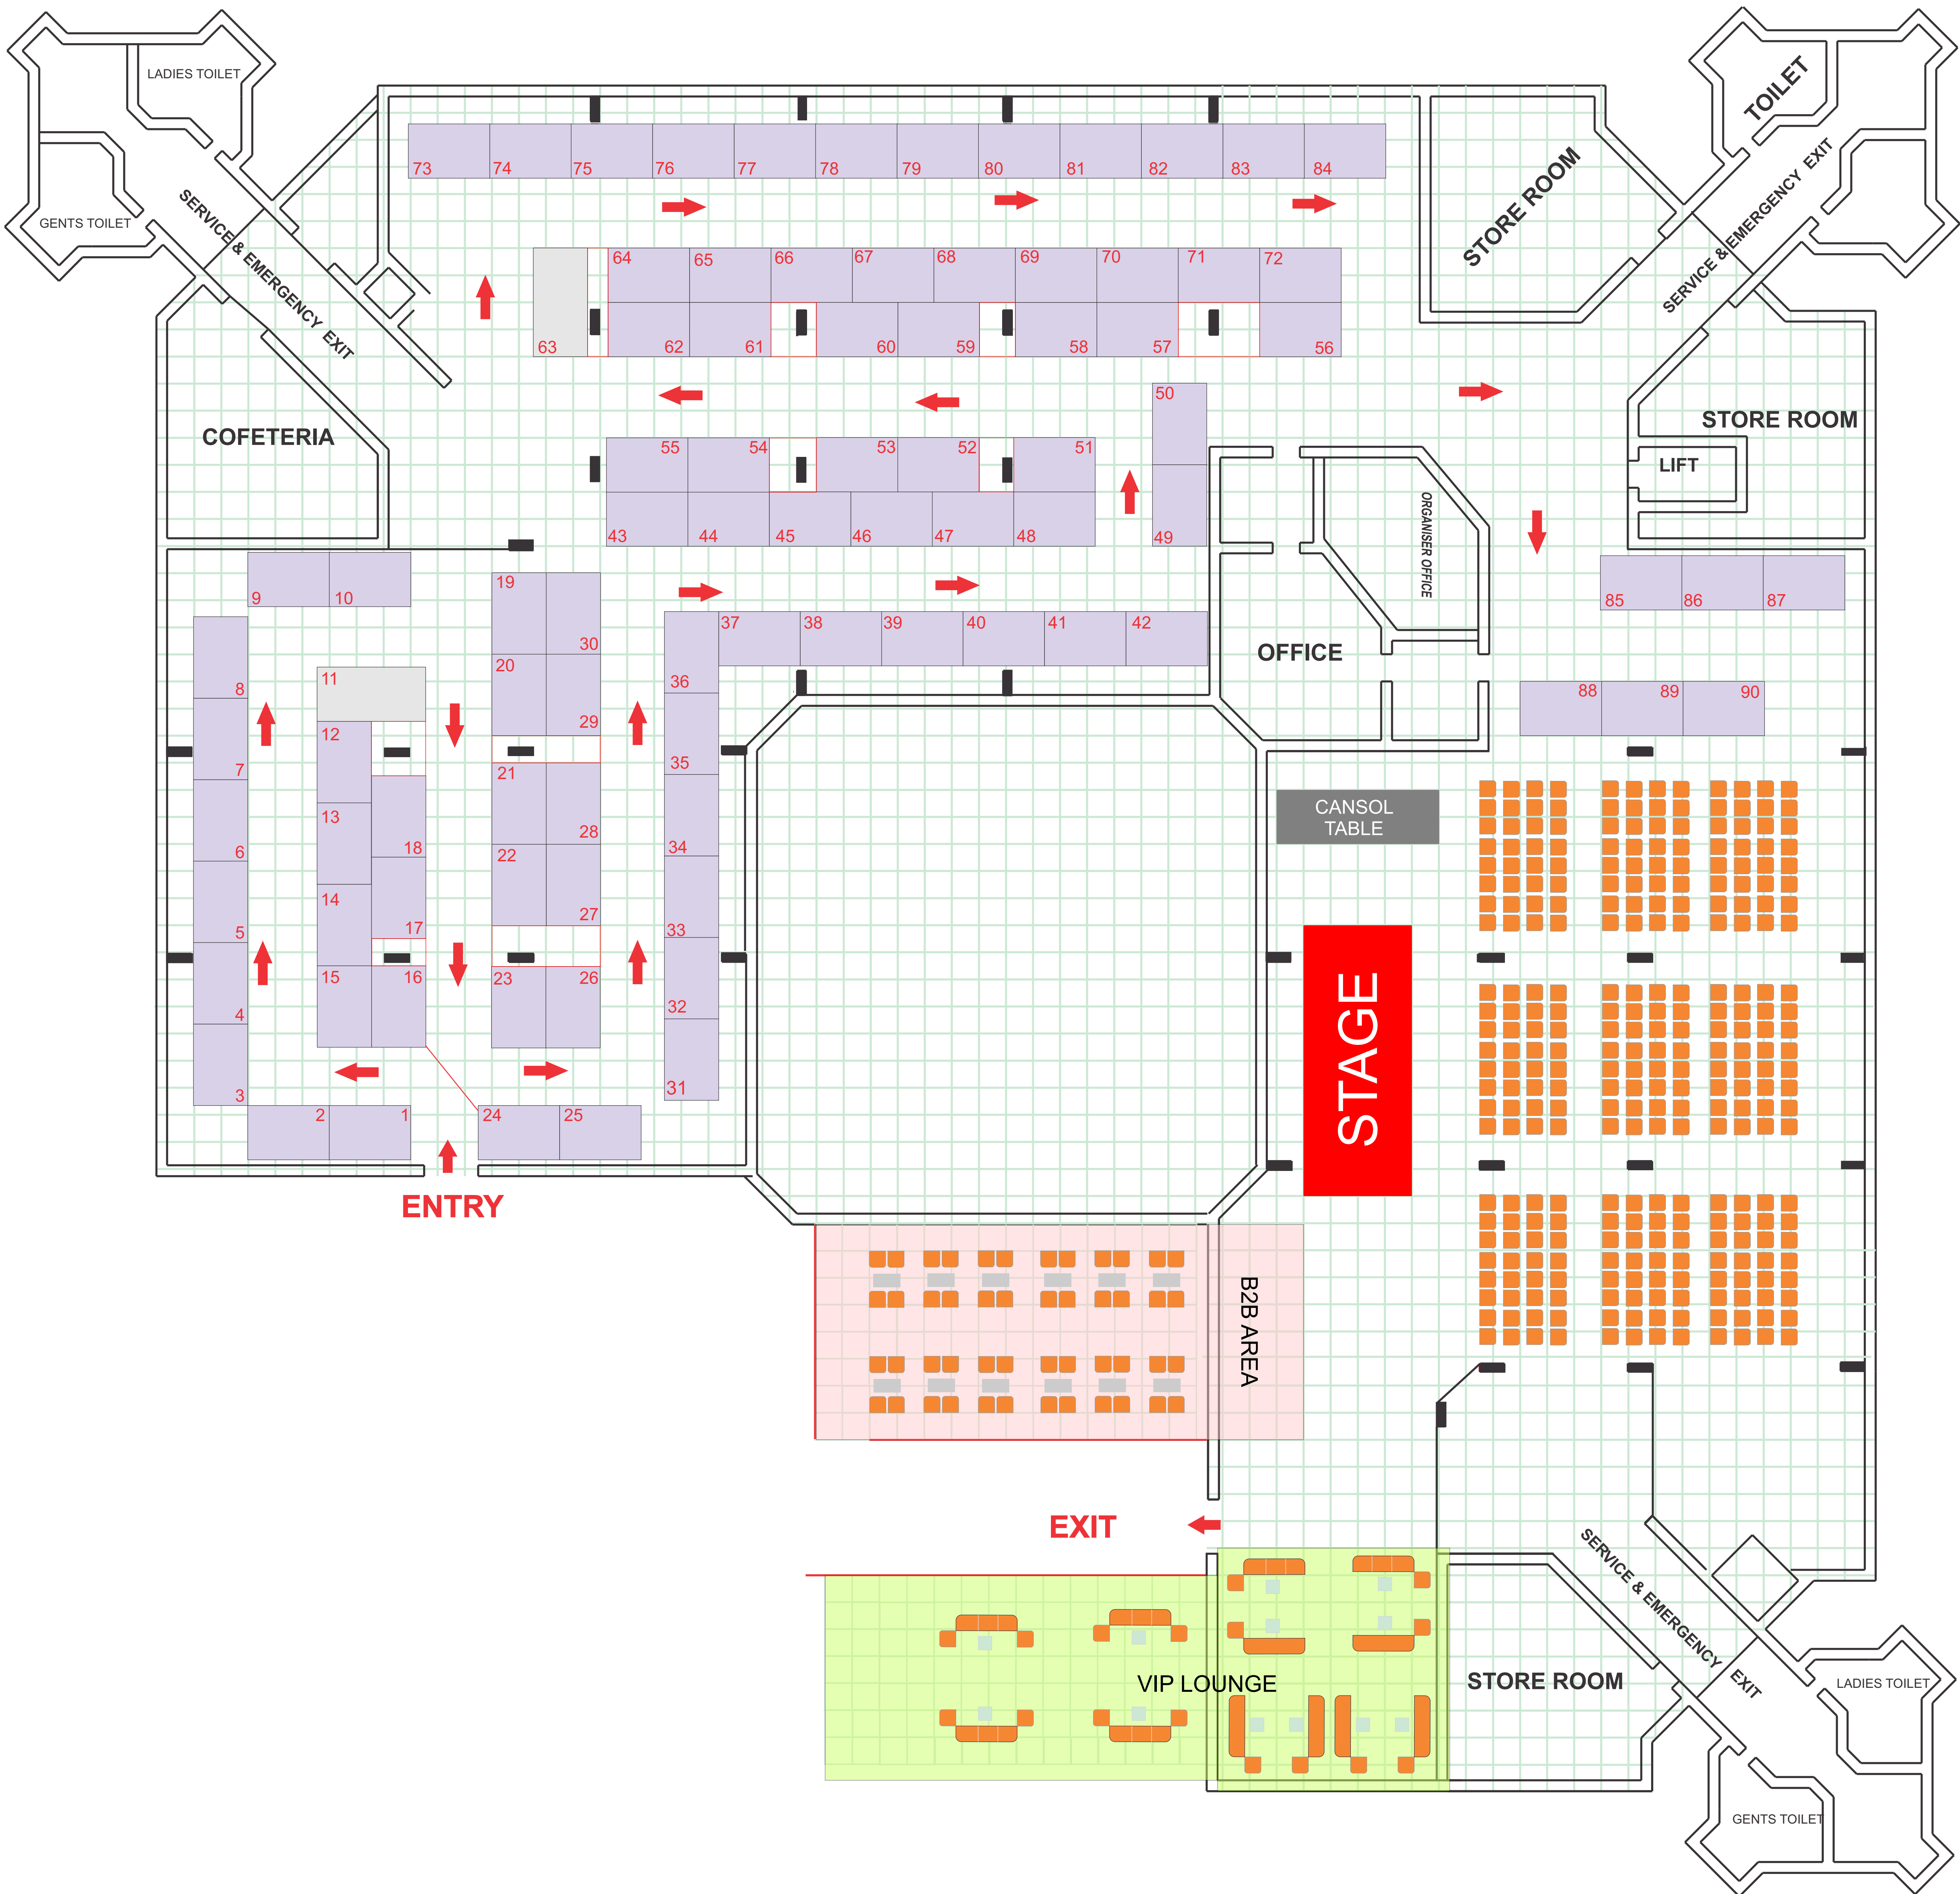 LADIES TOILET
TOILET
GENTS TOILET
SERVICE & EMERGENCY EXIT
SERVICE & EMERGENCY EXIT
STORE ROOM
73 74 75 76 77 78 79 80 81 82 83 84
64 65 66 67 68 69 70 71 72
63 62 61 60 59 58 57 56
50
COFETERIA
STORE ROOM
LIFT
55 54 53 52 51
43 44 45 46 47 48 49
ORGANISER OFFICE
9 10
19
30
85 86 87
37 38 39 40 41 42
OFFICE
20
36
11
8
29
88 89 90
12
7
21
35
CANSOL
TABLE
13
28
18
34
6
22
14
27
17
33
5
15 16
23 26
32
4
STAGE
3
31
2 1
24 25
ENTRY
B2B AREA
EXIT
SERVICE & EMERGENCY EXIT
VIP LOUNGE
STORE ROOM
LADIES TOILET
GENTS TOILET